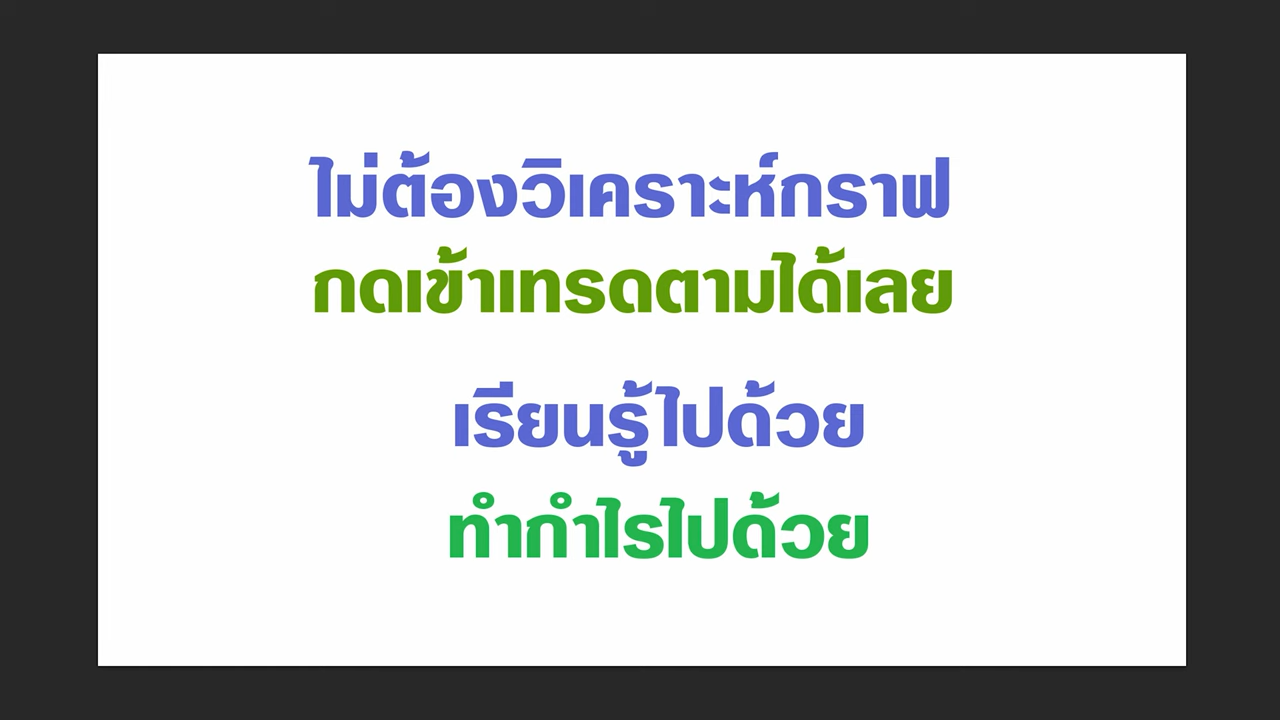 ไม่ต้องวิเคราะห์กราฟ
กดเข้าเทรดตามได้เลย
เรียนรู้ไปด้วย
ทำกำไรไปด้วย